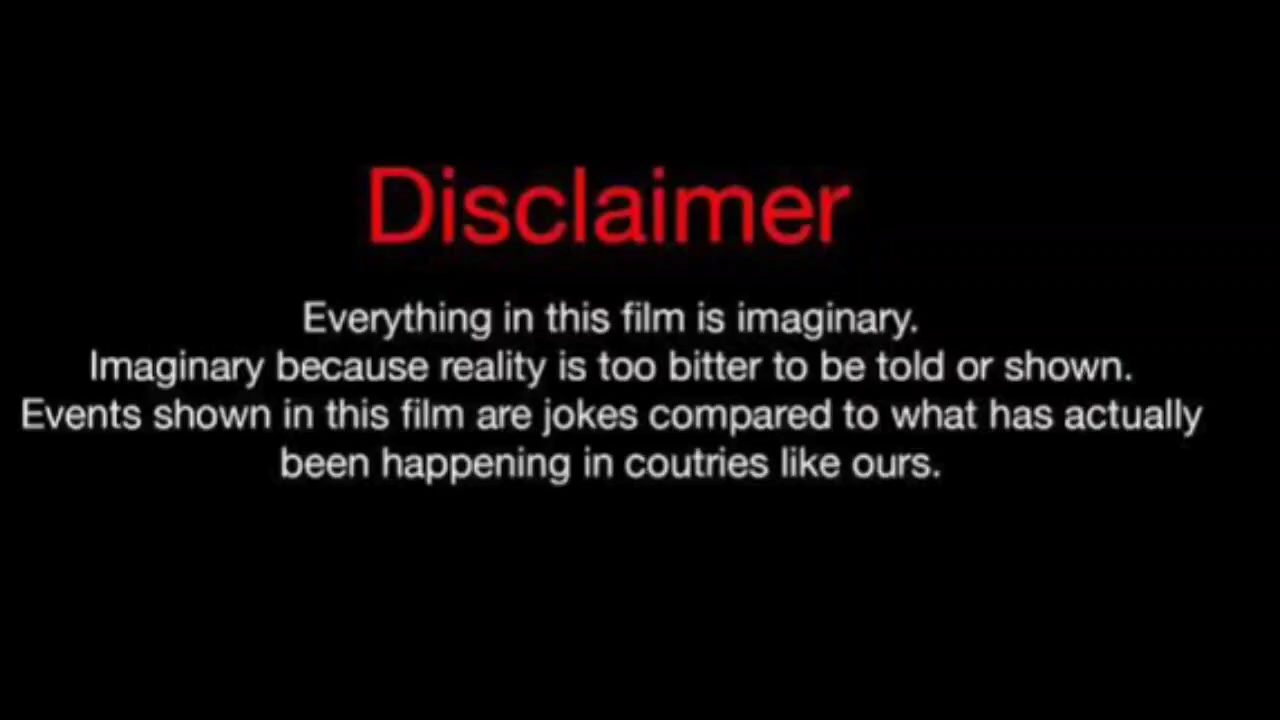 Disclaimer
Everything in this film is imaginary.
Imaginary because reality is too bitter to be told or shown.
Events shown in this film are jokes compared to what has actually
been happening in coutries like ours.